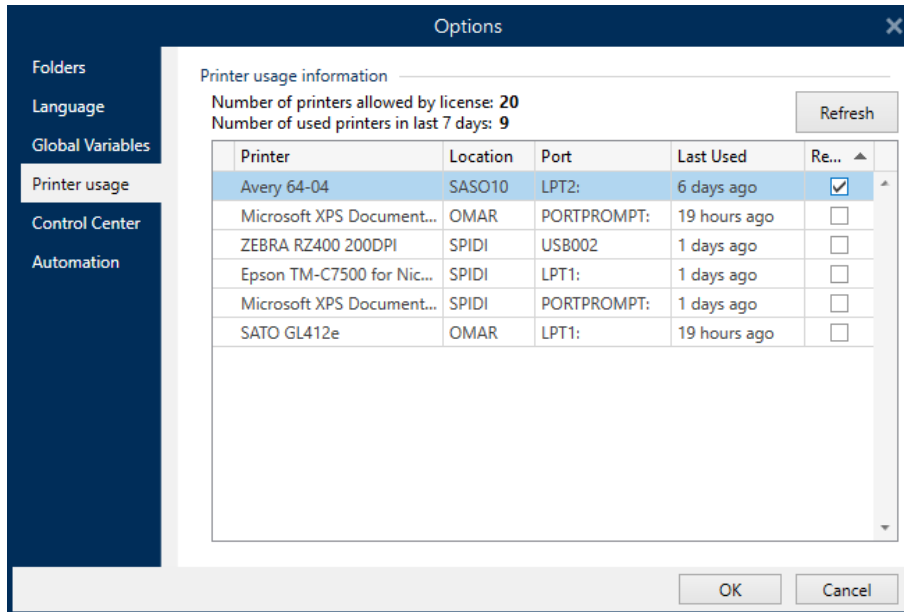 Options
Folders
Language
Global Variables
Printer usage
Control Center
Automation
Printer usage information
Number of printers allowed by license: 20
Number of used printers in last 7 days: 9
Refresh
Printer Location Port Last Used Re...
Avery 64-04 SASO10 LPT2: 6 days ago
Microsoft XPS Document... OMAR PORTPROMPT: 19 hours ago
ZEBRA RZ400 200DPI SPIDI USB002 1 days ago
Epson TM-C7500 for Nic... SPIDI LPT1: 1 days ago
Microsoft XPS Document... SPIDI PORTPROMPT: 1 days ago
SATO GL412e OMAR LPT1: 19 hours ago
OK Cancel